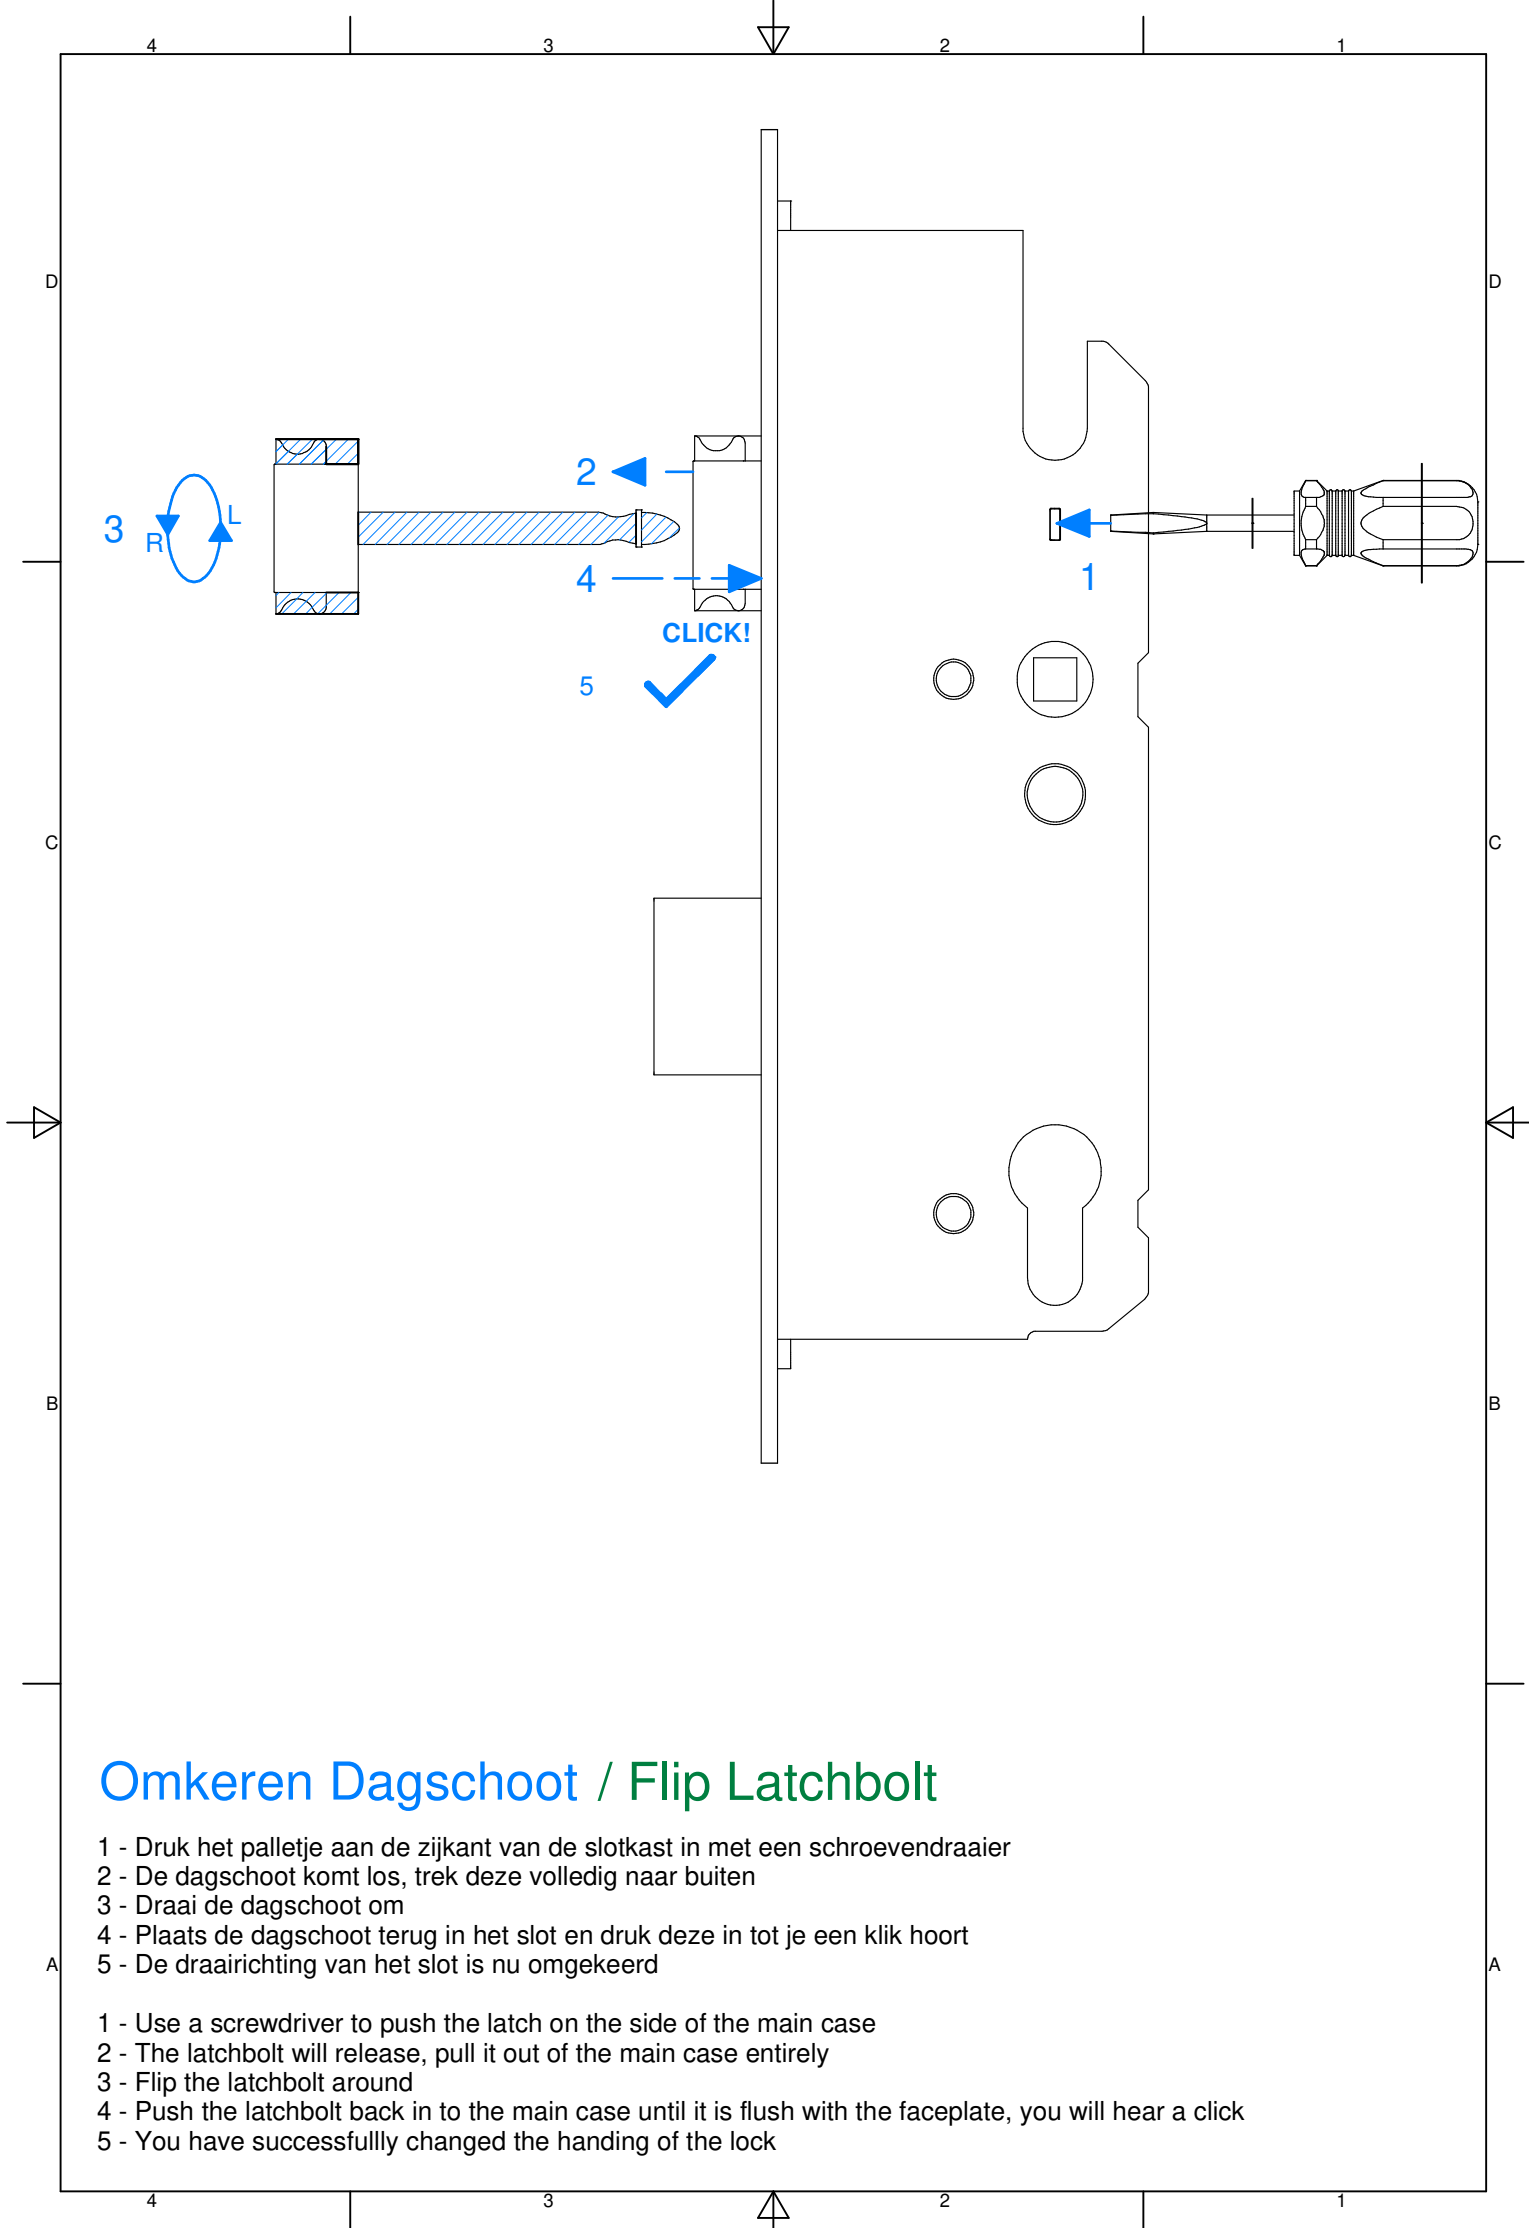 4 3 2 1
D D
2
L
3
R
4 1
CLICK!
5
C C
B B
Omkeren Dagschoot / Flip Latchbolt
1 - Druk het palletje aan de zijkant van de slotkast in met een schroevendraaier
2 - De dagschoot komt los, trek deze volledig naar buiten
3 - Draai de dagschoot om
4 - Plaats de dagschoot terug in het slot en druk deze in tot je een klik hoort
A A
5 - De draairichting van het slot is nu omgekeerd
1 - Use a screwdriver to push the latch on the side of the main case
2 - The latchbolt will release, pull it out of the main case entirely
3 - Flip the latchbolt around
4 - Push the latchbolt back in to the main case until it is flush with the faceplate, you will hear a click
5 - You have successfullly changed the handing of the lock
4 3 2 1